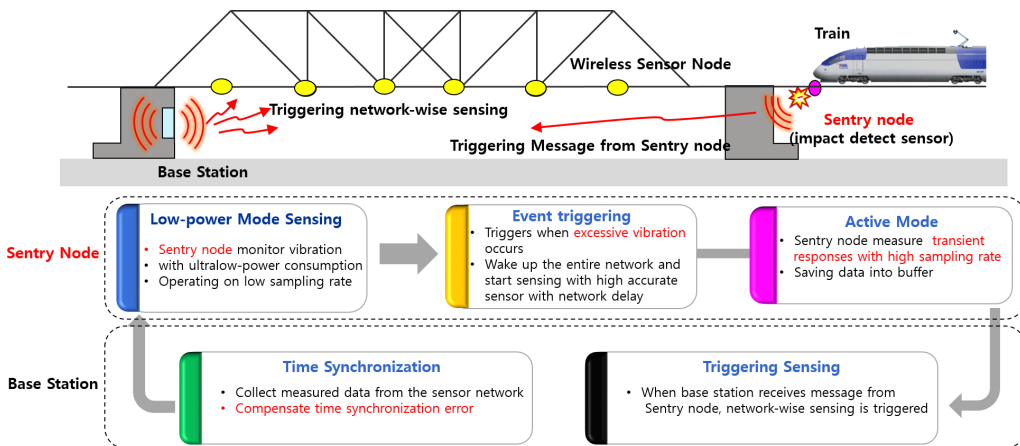 Train
Wireless Sensor Node
Triggering network-wise sensing
Sentry node
(impact detect sensor)
Triggering Message from Sentry node
Base Station
Sentry Node
Low-power Mode Sensing
• Sentry node monitor vibration
• with ultralow-power consumption
• Operating on low sampling rate
Event triggering
• Triggers when excessive vibration
occurs
• Wake up the entire network and
start sensing with high accurate
sensor with network delay
Active Mode
• Sentry node measure transient
responses with high sampling rate
• Saving data into buffer
Base Station
Time Synchronization
• Collect measured data from the sensor network
• Compensate time synchronization error
Triggering Sensing
• When base station receives message from
Sentry node, network-wise sensing is triggered